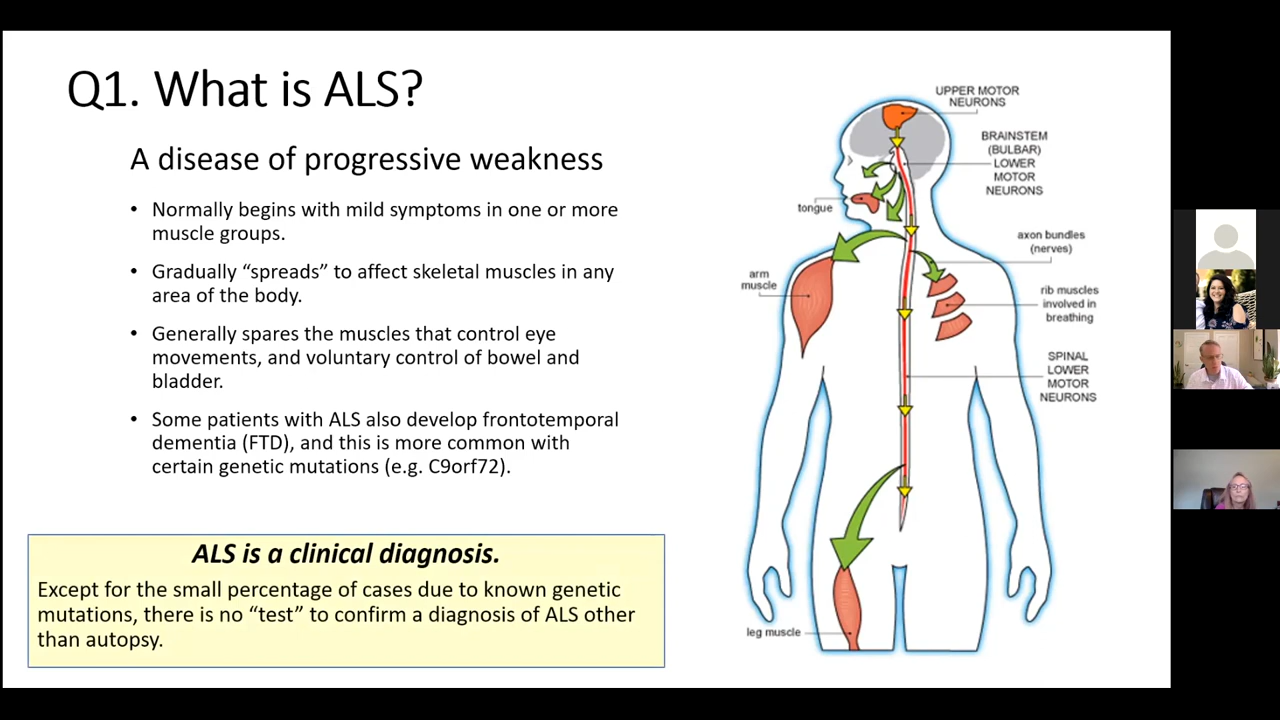 Q1. What is ALS?
A disease of progressive weakness
• Normally begins with mild symptoms in one or more
muscle groups.
• Gradually “spreads” to affect skeletal muscles in any
area of the body.
• Generally spares the muscles that control eye
movements, and voluntary control of bowel and
bladder.
• Some patients with ALS also develop frontotemporal
dementia (FTD), and this is more common with
certain genetic mutations (e.g. C9orf72).
ALS is a clinical diagnosis.
Except for the small percentage of cases due to known genetic
mutations, there is no “test” to confirm a diagnosis of ALS other
than autopsy.
UPPER MOTOR
NEURONS
BRAINSTEM
(BULBAR)
LOWER
MOTOR
NEURONS
tongue
axon bundles
(nerves)
arm
muscle
rib muscles
involved in
breathing
SPINAL
LOWER
MOTOR
NEURONS
leg muscle